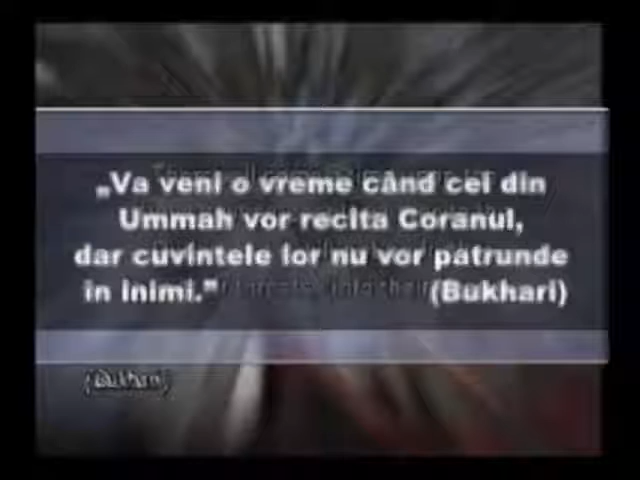 „Va veni o vreme când cei din
Ummah vor recita Coranul,
dar cuvintele lor nu vor patrunde
in inimi.” (Bukhari)
(Bukhari)